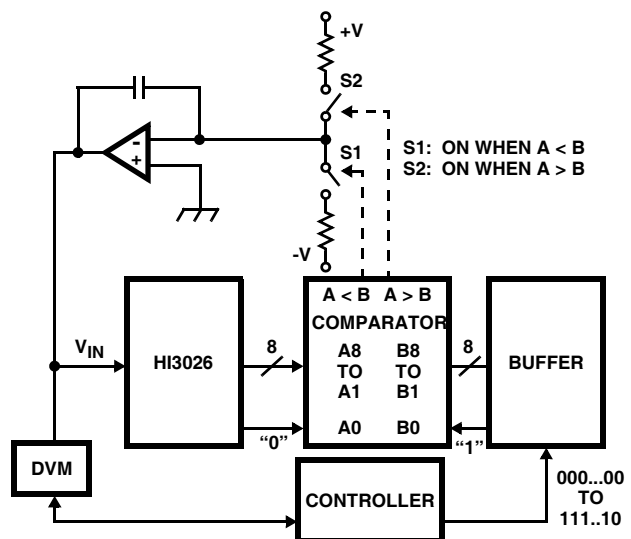 +V
S2
-
+
S1
S1: ON WHEN A < B
S2: ON WHEN A > B
-V
A < B A > B
COMPARATOR
VIN
HI3026
8
A8
TO
A1
B8
TO
B1
8
BUFFER
"0"
A0
B0
"1"
DVM
CONTROLLER
000...00
TO
111..10